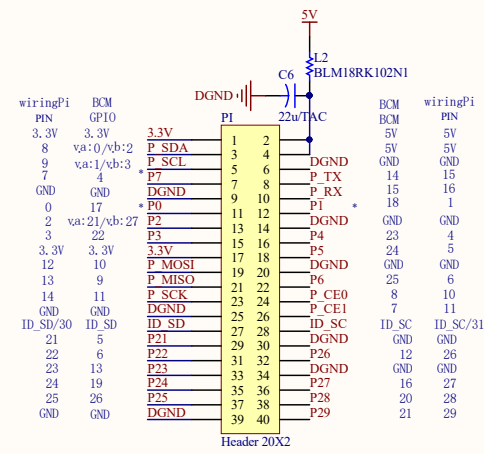 5V
L2
BLM18RK102N1
C6
DGND
22u/TAC
wiringPi BCM PI BCM wiringPi
PIN GPIO BCM PIN
3.3V 3.3V 3.3V 1 2 5V 5V
8 v.a:0/v.b:2 P_SDA 3 4 5V 5V
9 v.a:1/v.b:3 P_SCL 5 6 DGND GND GND
7 4 * P7 7 8 P_TX 14 15
GND GND DGND 9 10 P_RX 15 16
0 17 * P0 11 12 P1 * 18 1
2 v.a:21/v.b:27 P2 13 14 DGND GND GND
3 22 P3 15 16 P4 23 4
3.3V 3.3V 3.3V 17 18 P5 24 5
12 10 P_MOSI 19 20 DGND GND GND
13 9 P_MISO 21 22 P6 25 6
14 11 P_SCK 23 24 P_CE0 8 10
GND GND DGND 25 26 P_CE1 7 11
ID_SD/30 ID_SD ID_SD 27 28 ID_SC ID_SC ID_SC/31
21 5 P21 29 30 DGND GND GND
22 6 P22 31 32 P26 12 26
23 13 P23 33 34 DGND GND GND
24 19 P24 35 36 P27 16 27
25 26 P25 37 38 P28 20 28
GND GND DGND 39 40 P29 21 29
Header 20X2